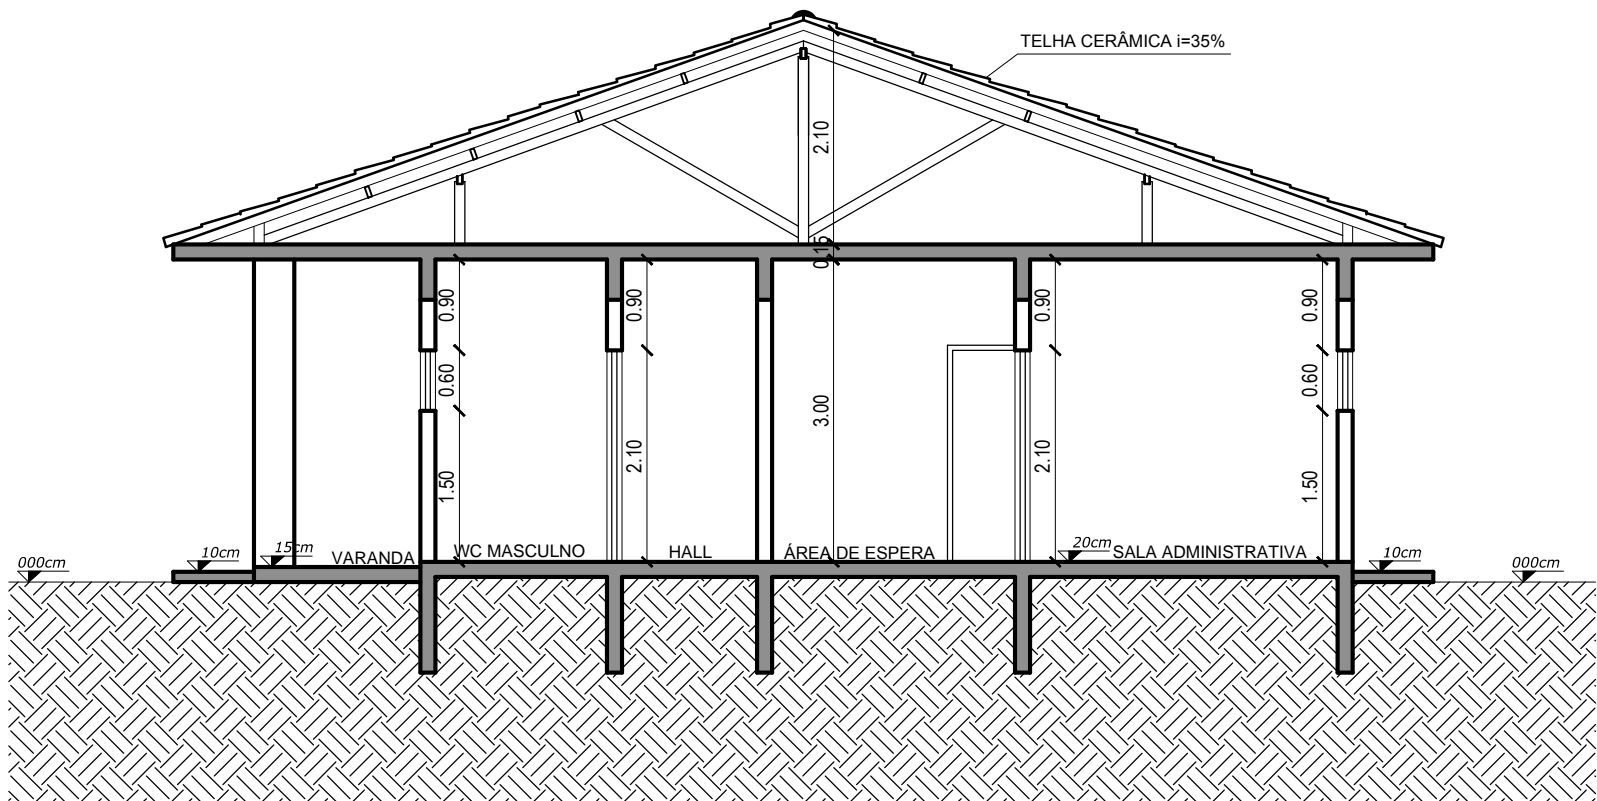 TELHA CERÂMICA i=35%
2.10
0.15
0.90
0.90
0.90
0.90
0.60
0.60
3.00
2.10
2.10
1.50
1.50
000cm
10cm
15cm
VARANDA
WC MASCULNO
HALL
ÁREA DE ESPERA
20cm
SALA ADMINISTRATIVA
10cm
000cm